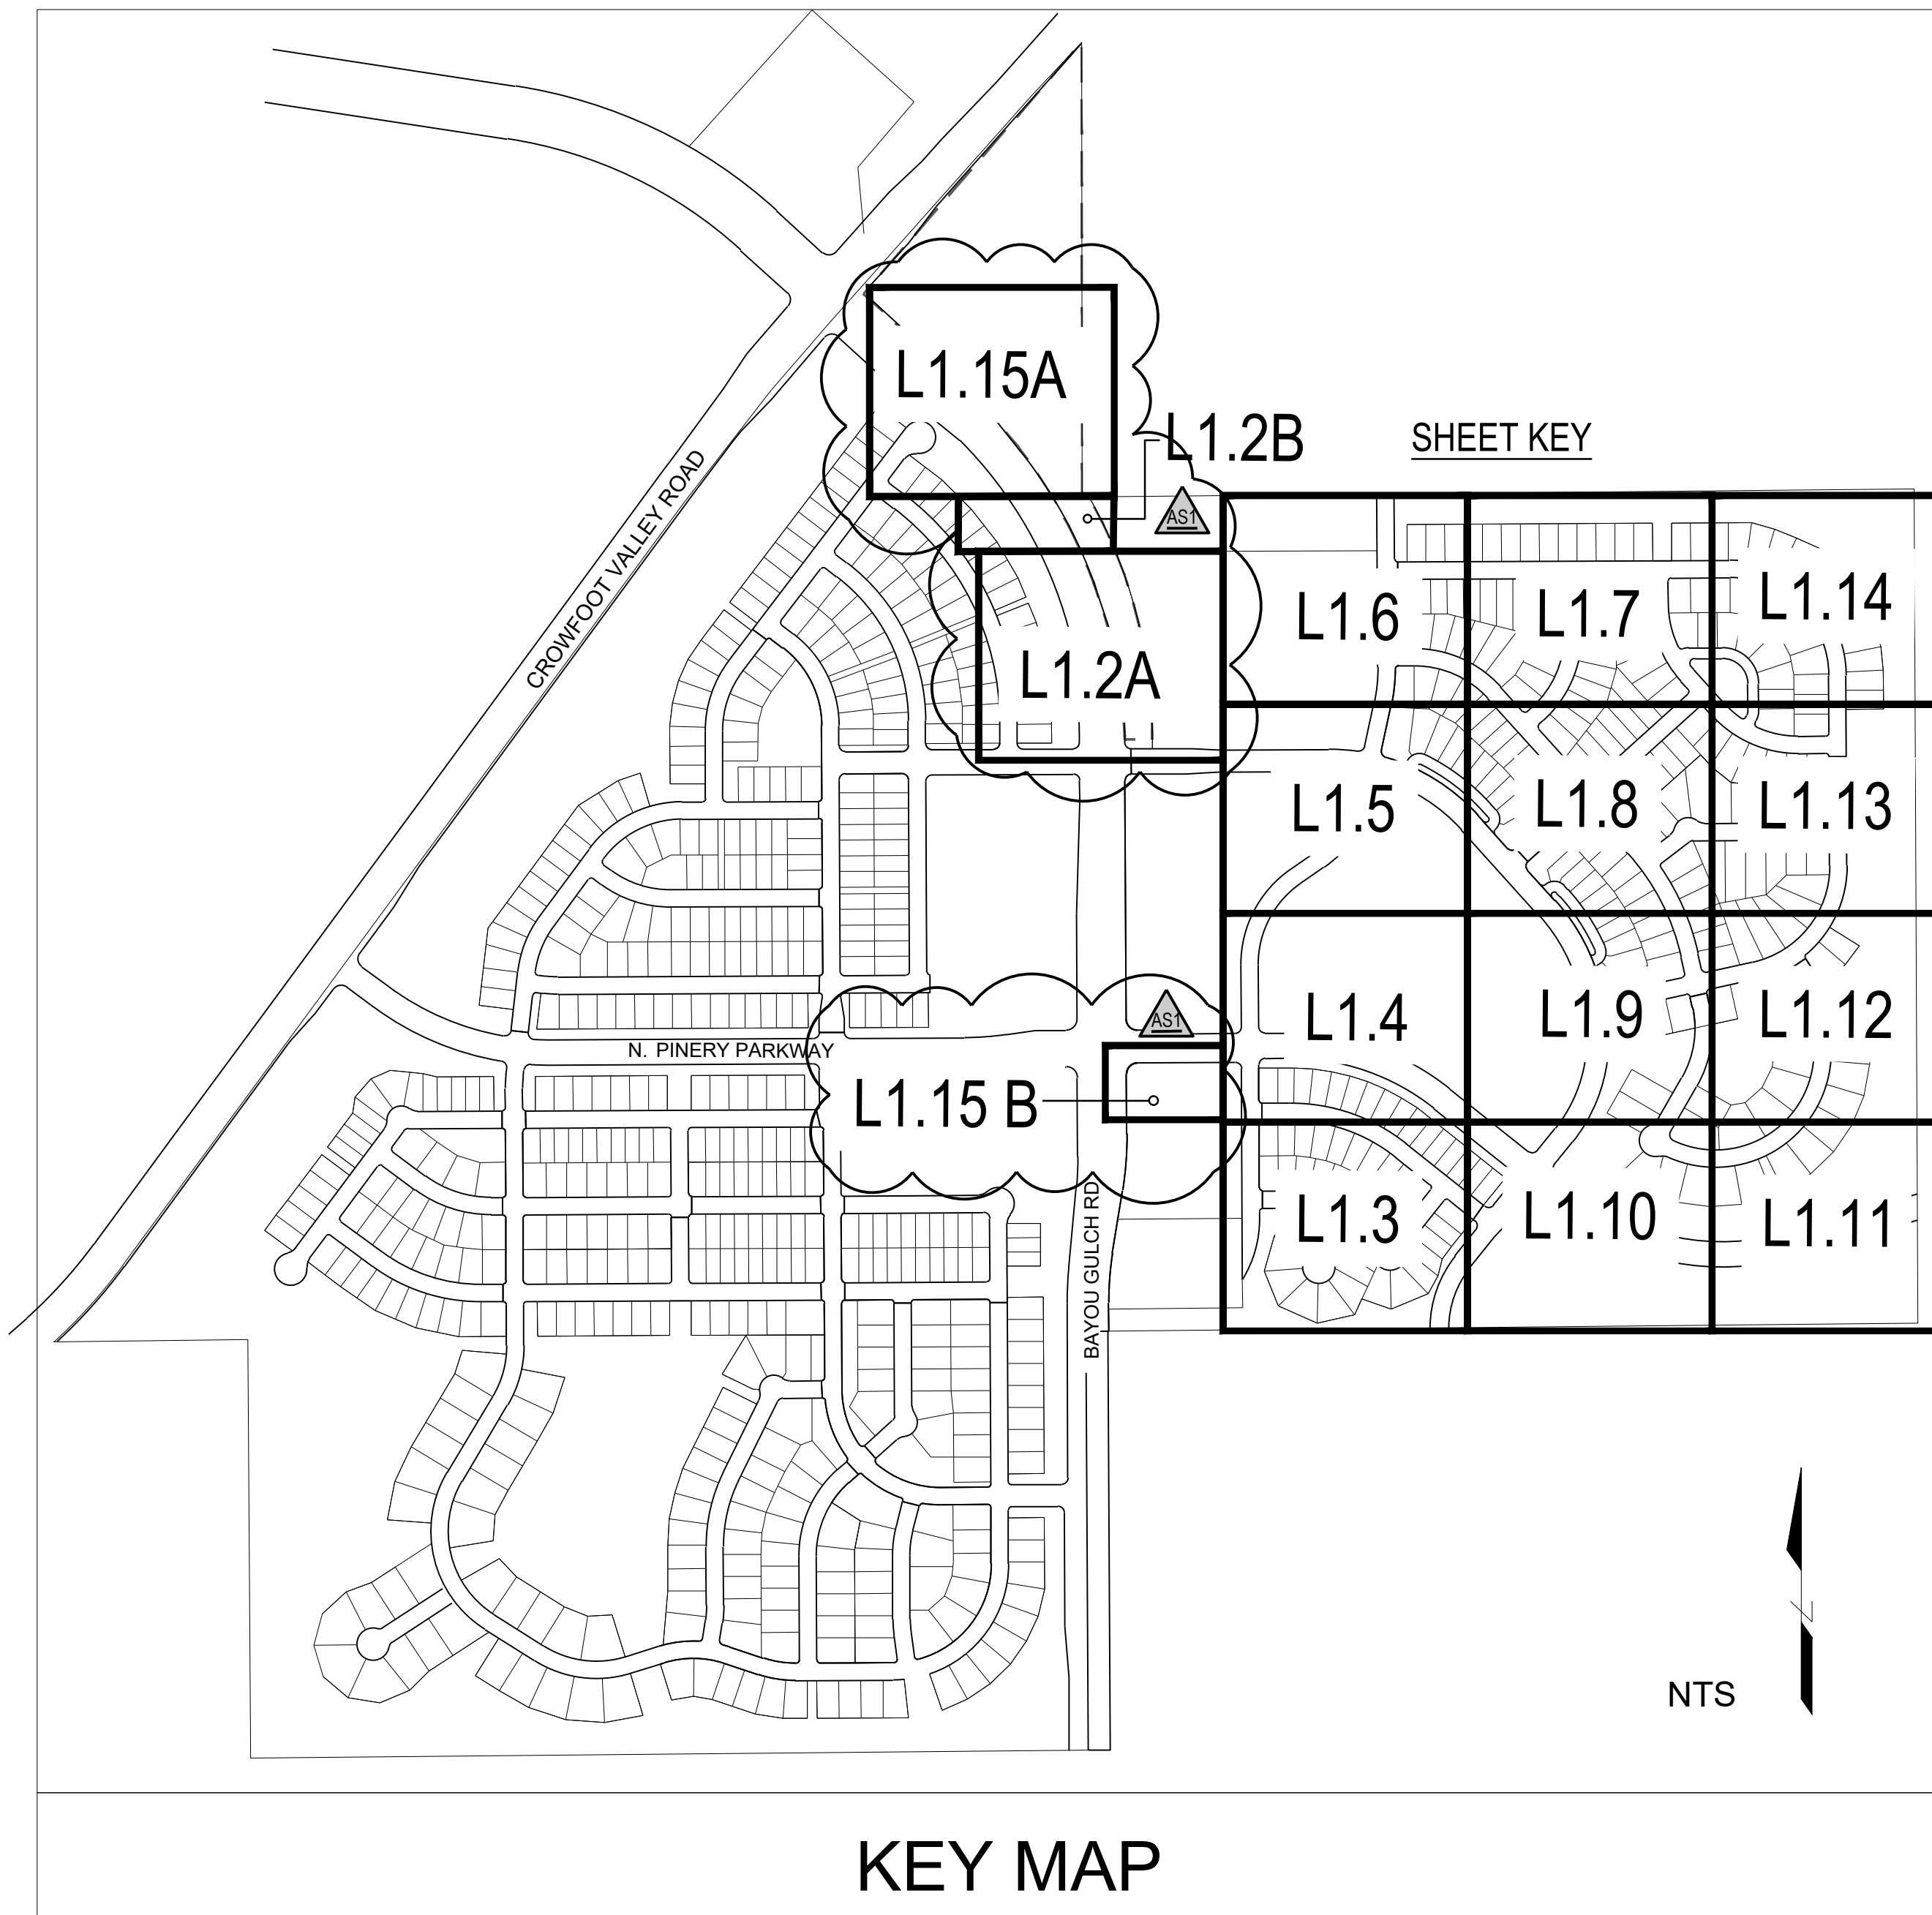 L1.15A
L1.2B
SHEET KEY
AS1
L1.6
L1.7
L1.14
CROWFOOT VALLEY ROAD
L1.2A
L1.5
L1.8
L1.13
L1.4
L1.9
L1.12
AS1
N. PINERY PARKWAY
L1.15 B
L1.3
L1.10
L1.11
BAYOU GULCH RD
NTS
KEY MAP